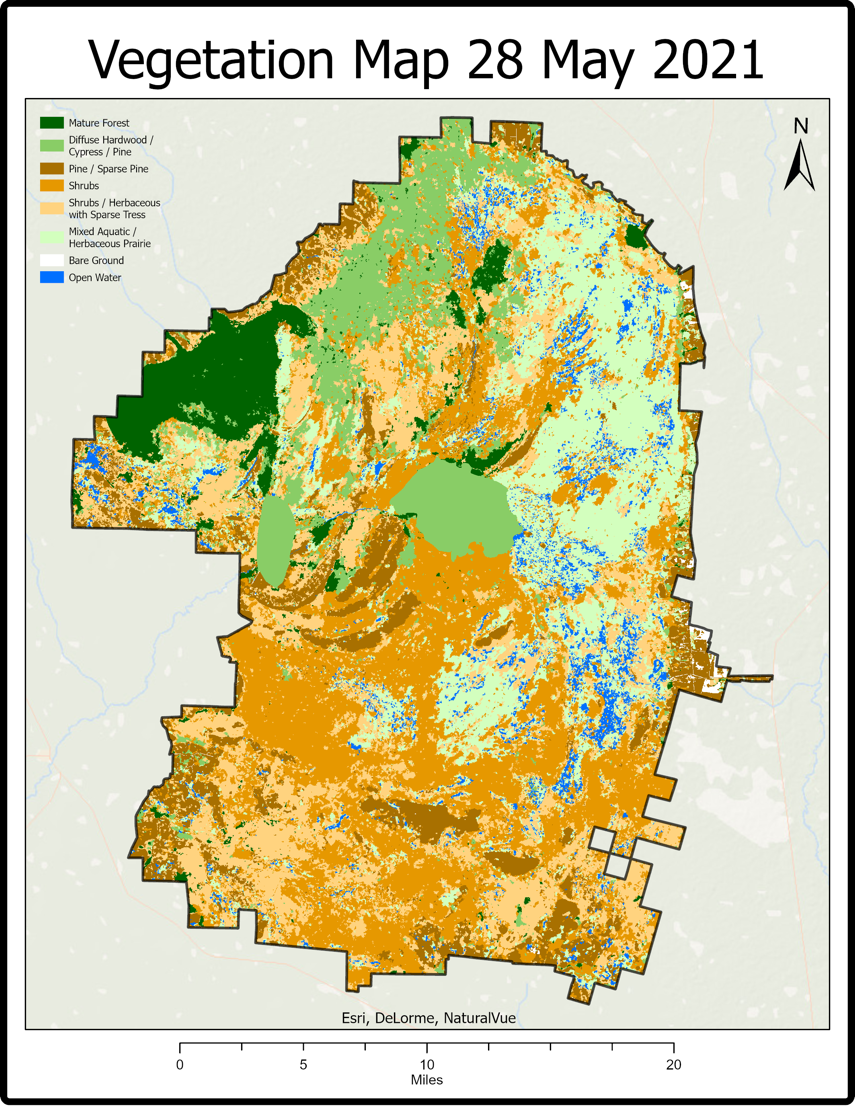 Vegetation Map 28 May 2021
Mature Forest
Diffuse Hardwood /
Cypress / Pine
Pine / Sparse Pine
Shrubs
Shrubs / Herbaceous
with Sparse Tress
Mixed Aquatic /
Herbaceous Prairie
Bare Ground
Open Water
N
Esri, DeLorme, NaturalVue
0 5 10 20
Miles